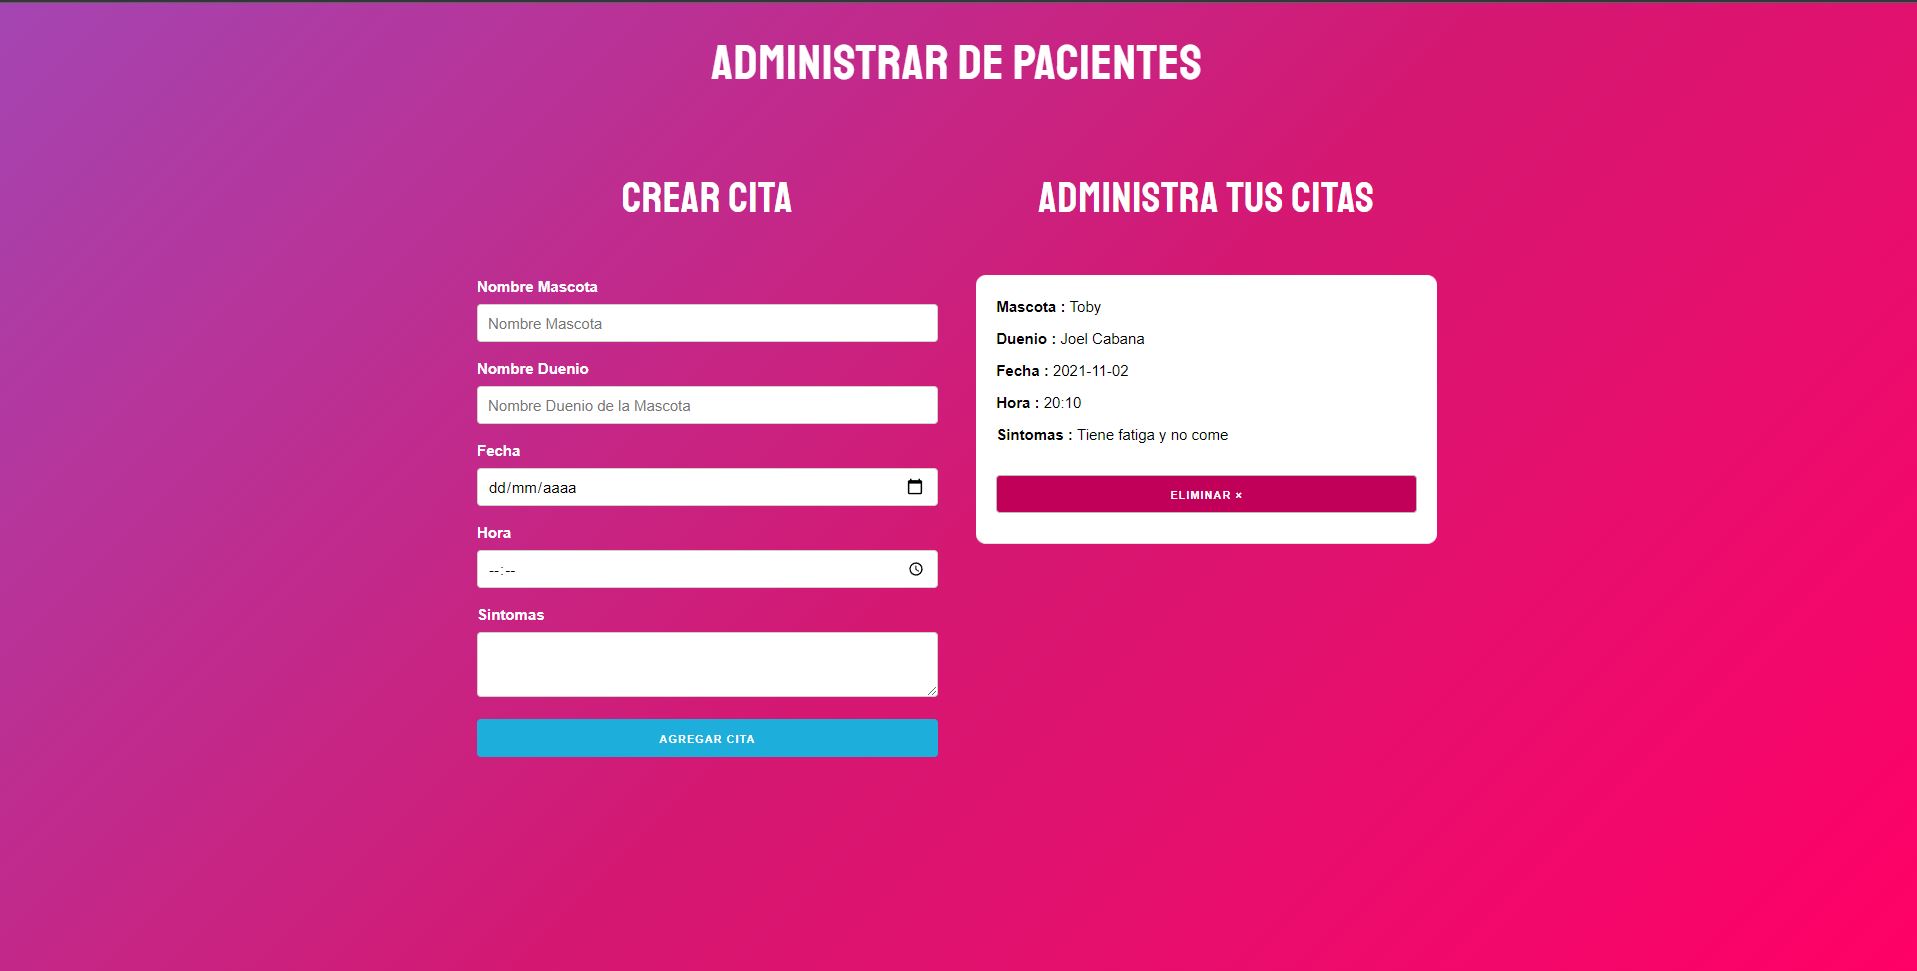 ADMINISTRAR DE PACIENTES
CREAR CITA
Nombre Mascota
Nombre Mascota
Nombre Duenio
Nombre Duenio de la Mascota
Fecha
dd/mm/aaaa
Hora
--:--
Sintomas
AGREGAR CITA
ADMINISTRA TUS CITAS
Mascota : Toby
Duenio : Joel Cabana
Fecha : 2021-11-02
Hora : 20:10
Sintomas : Tiene fatiga y no come
ELIMINAR ×